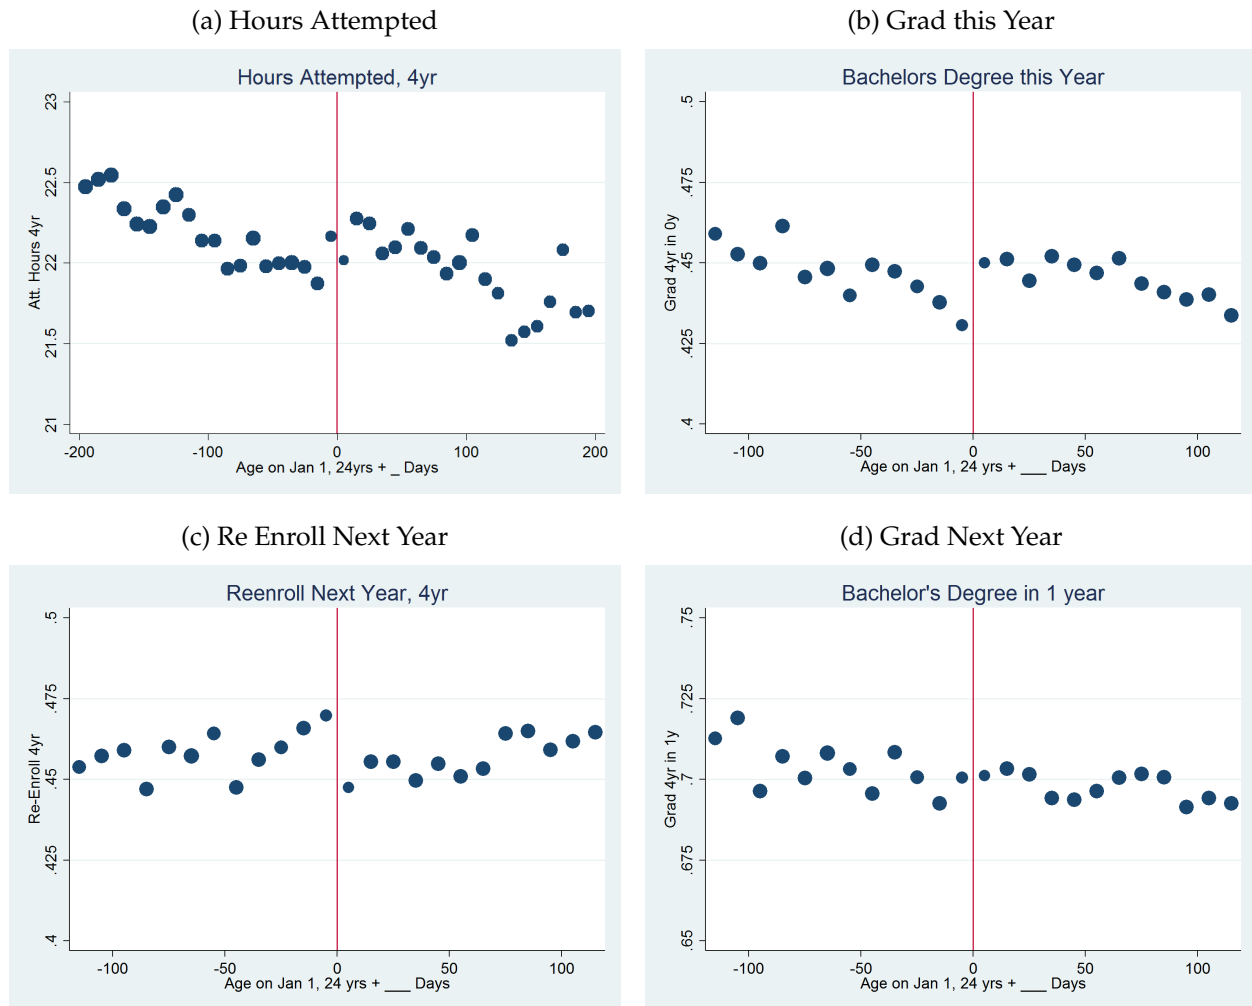 (a) Hours Attempted
Hours Attempted, 4yr
Att. Hours 4yr
23
22.5
22
21.5
21
-200
-100
0
100
200
Age on Jan 1, 24yrs + _ Days
(b) Grad this Year
Bachelors Degree this Year
Grad 4yr in 0y
.5
.475
.45
.425
.4
-100
-50
0
50
100
Age on Jan 1, 24 yrs + ___ Days
(c) Re Enroll Next Year
Reenroll Next Year, 4yr
Re-Enroll 4yr
.5
.475
.45
.425
.4
-100
-50
0
50
100
Age on Jan 1, 24 yrs + ___ Days
(d) Grad Next Year
Bachelor's Degree in 1 year
Grad 4yr in 1y
.75
.725
.7
.675
.65
-100
-50
0
50
100
Age on Jan 1, 24 yrs + ___ Days